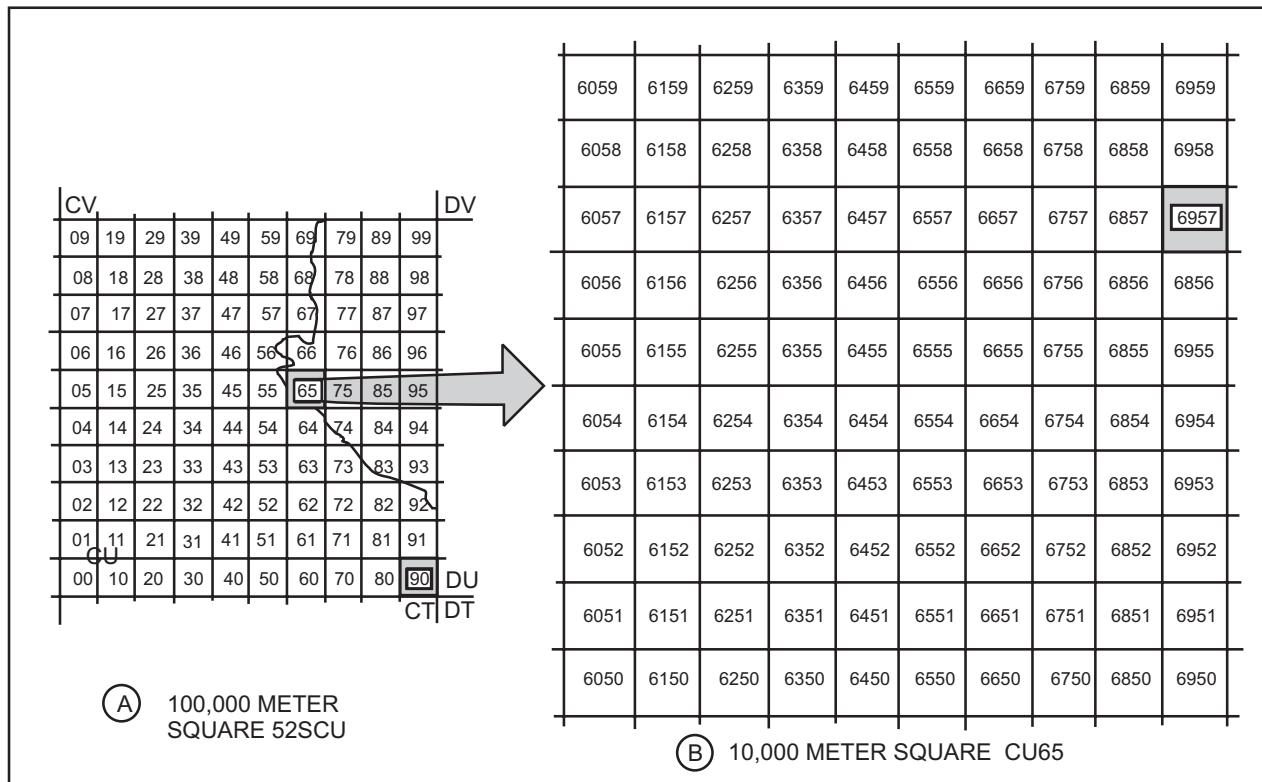 CV DV
09 19 29 39 49 59 69 79 89 99
08 18 28 38 48 58 68 78 88 98
07 17 27 37 47 57 67 77 87 97
06 16 26 36 46 56 66 76 86 96
05 15 25 35 45 55 65 75 85 95
04 14 24 34 44 54 64 74 84 94
03 13 23 33 43 53 63 73 83 93
02 12 22 32 42 52 62 72 82 92
01 11 21 31 41 51 61 71 81 91
CU
00 10 20 30 40 50 60 70 80 90 DU
CT DT
A 100,000 METER
SQUARE 52SCU
6059 6159 6259 6359 6459 6559 6659 6759 6859 6959
6058 6158 6258 6358 6458 6558 6658 6758 6858 6958
6057 6157 6257 6357 6457 6557 6657 6757 6857 6957
6056 6156 6256 6356 6456 6556 6656 6756 6856 6856
6055 6155 6255 6355 6455 6555 6655 6755 6855 6955
6054 6154 6254 6354 6454 6554 6654 6754 6854 6954
6053 6153 6253 6353 6453 6553 6653 6753 6853 6953
6052 6152 6252 6352 6452 6552 6652 6752 6852 6952
6051 6151 6251 6351 6451 6551 6651 6751 6851 6951
6050 6150 6250 6350 6450 6550 6650 6750 6850 6950
B 10,000 METER SQUARE CU65